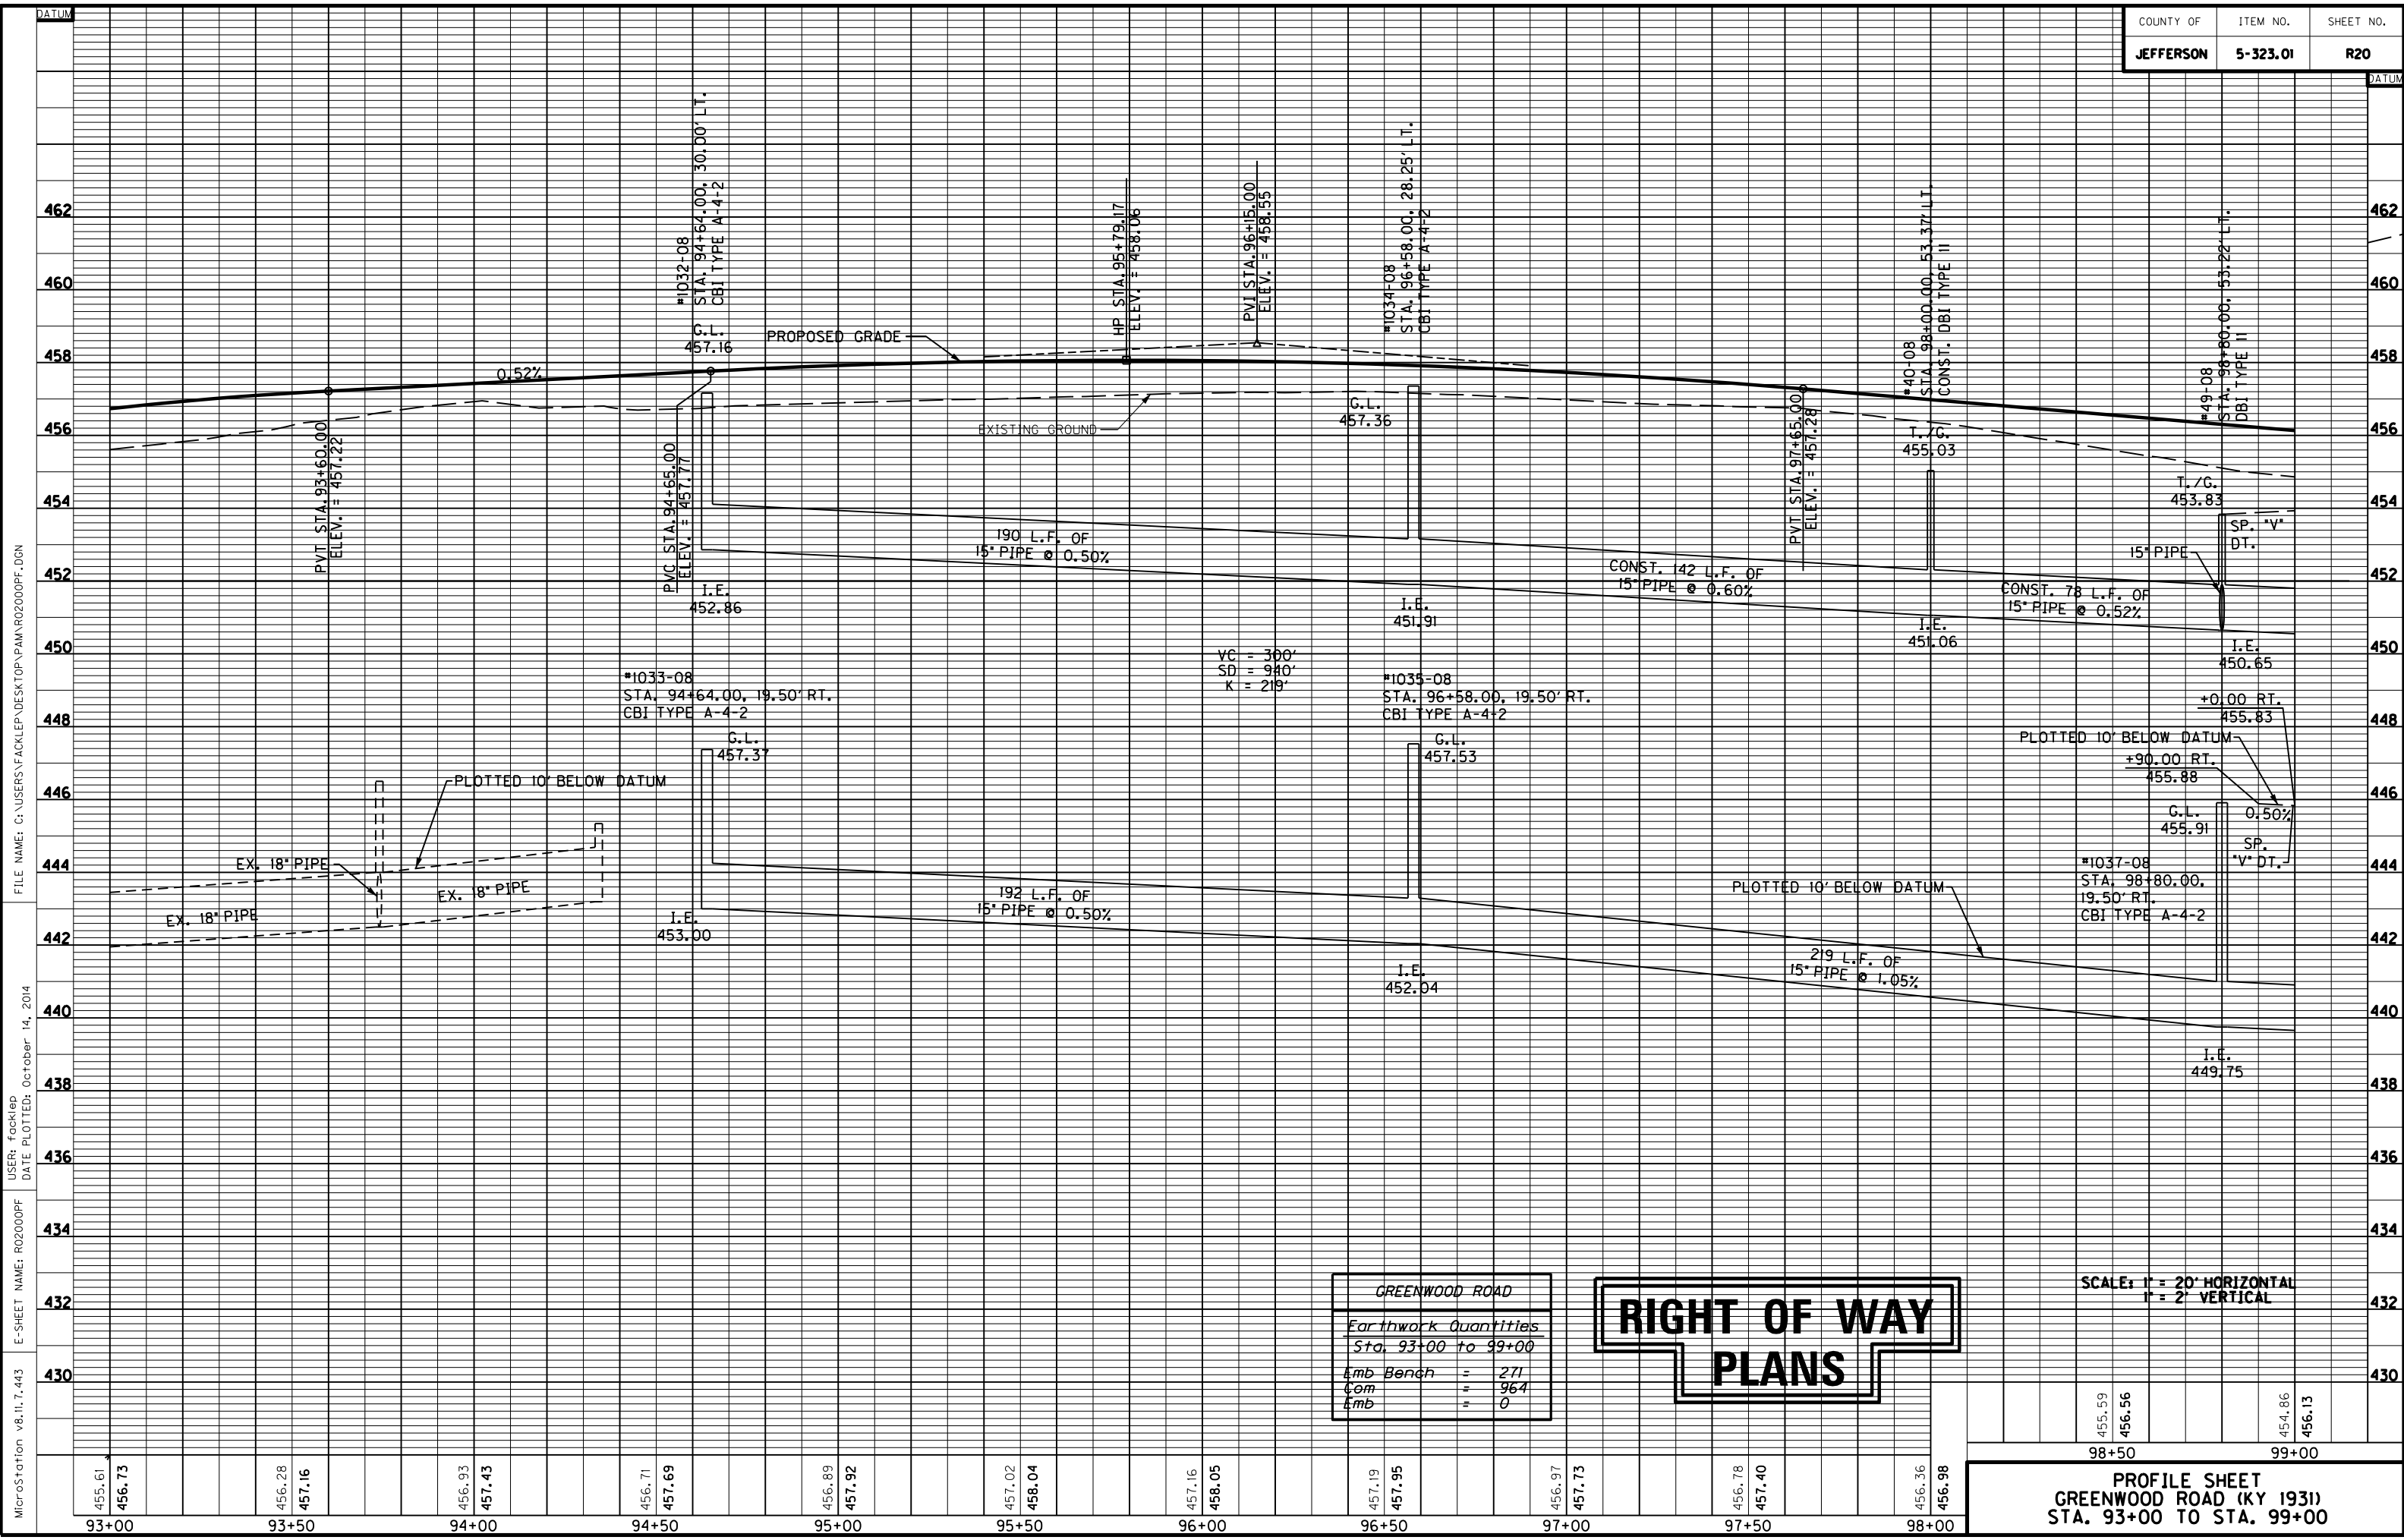 DATUM
COUNTY OF
ITEM NO.
SHEET NO.
JEFFERSON
5-323.01
R20
DATUM
462
460
458
456
454
452
450
448
446
444
442
440
438
436
434
432
430
462
460
458
456
454
452
450
448
446
444
442
440
438
436
434
432
430
#1032-08
STA. 94+64.00, 30.00' LT.
CBI TYPE A-4-2
G.L.
457.16
PROPOSED GRADE
0.52%
HP STA.95+79.17
ELEV. = 458.06
PVI STA.96+15.00
ELEV. = 458.55
#1034-08
STA. 96+58.00, 28.25' LT.
CBI TYPE A-4-2
#40-08
STA. 98+00.00, 53.37' LT.
CONST. DBI TYPE 11
#49-08
STA. 98+80.00, 53.22' LT.
DBI TYPE 11
PVT STA.93+60.00
ELEV. = 457.22
PVC STA.94+65.00
ELEV. = 457.77
EXISTING GROUND
G.L.
457.36
PVT STA.97+65.00
ELEV. = 457.28
T./G.
455.03
T./G.
453.83
SP. "V"
DT.
15" PIPE
190 L.F. OF
15" PIPE @ 0.50%
CONST. 142 L.F. OF
15" PIPE @ 0.60%
CONST. 78 L.F. OF
15" PIPE @ 0.52%
I.E.
452.86
I.E.
451.91
I.E.
451.06
I.E.
450.65
VC = 300'
SD = 940'
K = 219'
#1033-08
STA. 94+64.00, 19.50' RT.
CBI TYPE A-4-2
#1035-08
STA. 96+58.00, 19.50' RT.
CBI TYPE A-4-2
+0.00 RT.
455.83
PLOTTED 10' BELOW DATUM
+90.00 RT.
455.88
G.L.
457.37
G.L.
457.53
PLOTTED 10' BELOW DATUM
G.L.
455.91
0.50%
SP.
"V" DT.
#1037-08
STA. 98+80.00,
19.50' RT.
CBI TYPE A-4-2
EX. 18" PIPE
EX. 18" PIPE
EX. 18" PIPE
192 L.F. OF
15" PIPE @ 0.50%
PLOTTED 10' BELOW DATUM
I.E.
453.00
I.E.
452.04
219 L.F. OF
15" PIPE @ 1.05%
I.E.
449.75
GREENWOOD ROAD
Earthwork Quantities
Sta. 93+00 to 99+00
Emb Bench = 271
Com = 964
Emb = 0
RIGHT OF WAY
PLANS
SCALE: 1" = 20' HORIZONTAL
1" = 2' VERTICAL
455.61
456.73
456.28
457.16
456.93
457.43
456.71
457.69
456.89
457.92
457.02
458.04
457.16
458.05
457.19
457.95
456.97
457.73
456.78
457.40
456.36
456.98
455.59
456.56
454.86
456.13
98+50
99+00
93+00
93+50
94+00
94+50
95+00
95+50
96+00
96+50
97+00
97+50
98+00
PROFILE SHEET
GREENWOOD ROAD (KY 1931)
STA. 93+00 TO STA. 99+00
FILE NAME: C:\USERS\FACKLEP\DESKTOP\PAM\R02000PF.DGN
USER: facklep
DATE PLOTTED: October 14, 2014
E-SHEET NAME: R02000PF
MicroStation v8.11.7.443